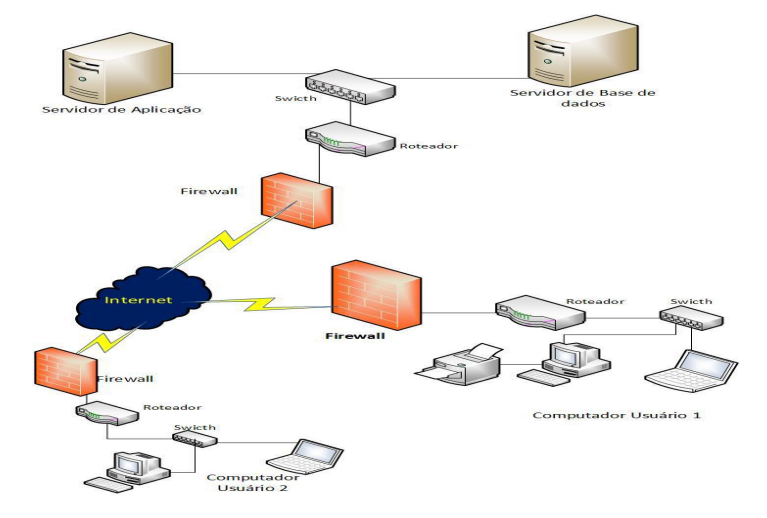 Servidor de Aplicação
Swicth
Servidor de Base de
dados
Roteador
Firewall
Internet
Firewall
Roteador
Swicth
Computador Usuário 1
Firewall
Roteador
Swicth
Computador
Usuário 2